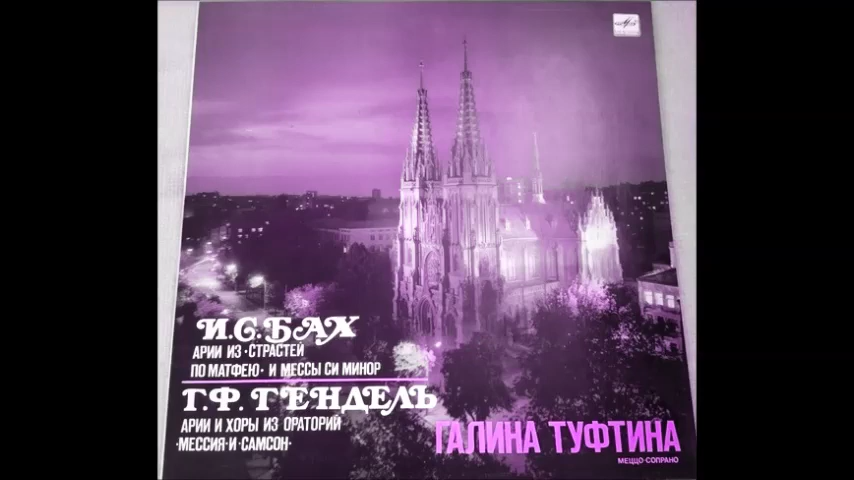 И.С.БАХ
АРИИ ИЗ «СТРАСТЕЙ
ПО МАТФЕЮ» И МЕССЫ СИ МИНОР
Г.Ф. ГЕНДЕЛЬ
АРИИ И ХОРЫ ИЗ ОРАТОРИЙ
«МЕССИЯ» И «САМСОН»
ГАЛИНА ТУФТИНА
МЕЦЦО-СОПРАНО